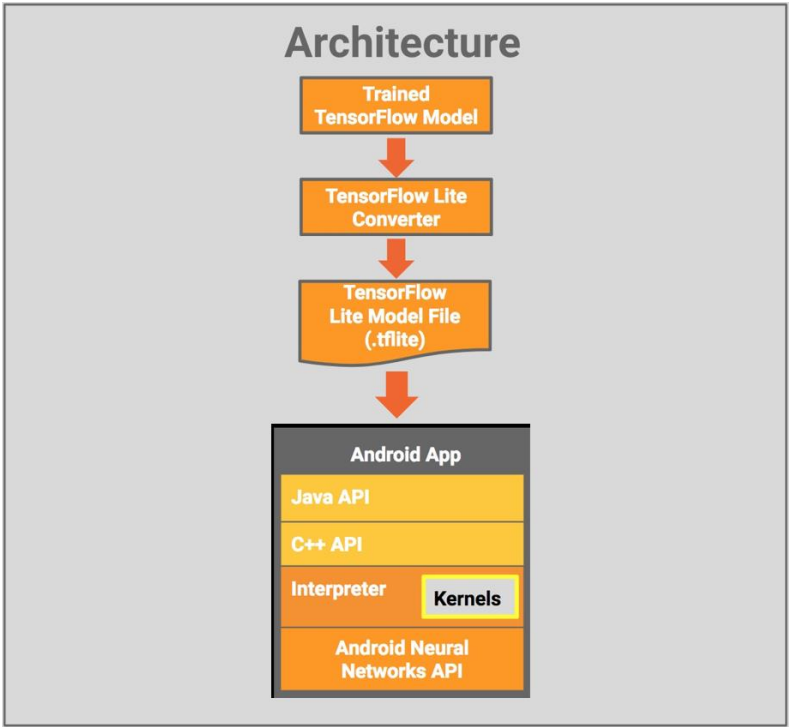 Architecture
Trained
TensorFlow Model
TensorFlow Lite
Converter
TensorFlow
Lite Model File
(.tflite)
Android App
Java API
C++ API
Interpreter
Kernels
Android Neural
Networks API